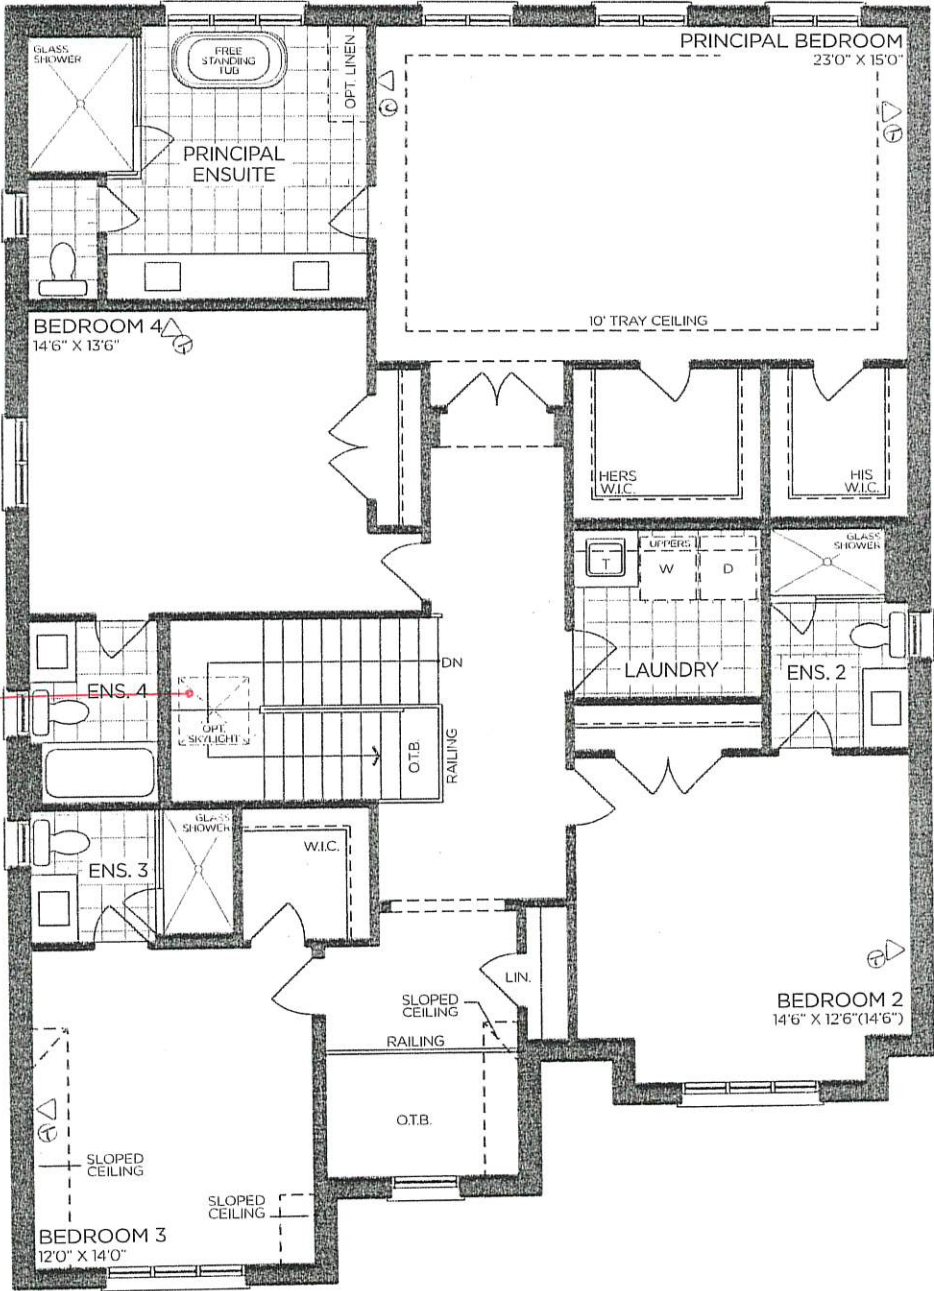 GLASS
SHOWER
FREE
STANDING
TUB
OPT. LINEN
PRINCIPAL
ENSUITE
PRINCIPAL BEDROOM
23'0" X 15'0"
10' TRAY CEILING
BEDROOM 4
14'6" X 13'6"
HERS
W.I.C.
HIS
W.I.C.
T
UPPERS
W
D
GLASS
SHOWER
LAUNDRY
ENS. 2
ENS. 4
DN
OPT.
SKYLIGHT
O.T.B.
RAILING
GLASS
SHOWER
W.I.C.
ENS. 3
LIN.
SLOPED
CEILING
RAILING
O.T.B.
BEDROOM 2
14'6" X 12'6"(14'6")
SLOPED
CEILING
SLOPED
CEILING
BEDROOM 3
12'0" X 14'0"